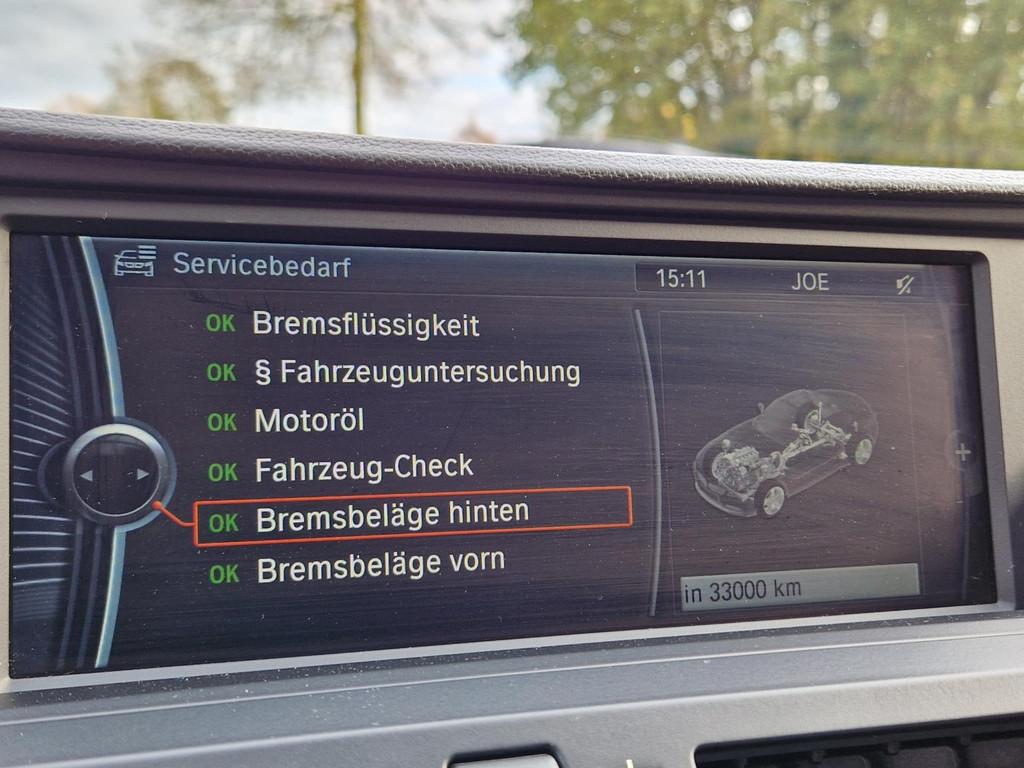 Servicebedarf
15:11
JOE
OK Bremsflüssigkeit
OK § Fahrzeuguntersuchung
OK Motoröl
OK Fahrzeug-Check
OK Bremsbeläge hinten
OK Bremsbeläge vorn
in 33000 km